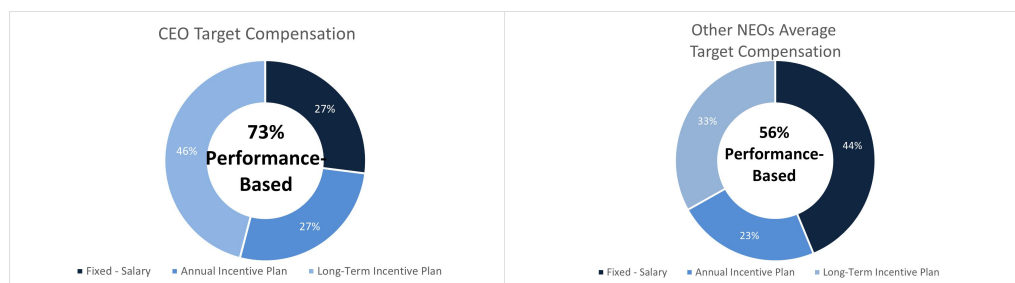 CEO Target Compensation
27%
46%
27%
73%
Performance-
Based
Fixed - Salary
Annual Incentive Plan
Long-Term Incentive Plan
Other NEOs Average
Target Compensation
33%
44%
23%
56%
Performance-
Based
Fixed - Salary
Annual Incentive Plan
Long-Term Incentive Plan